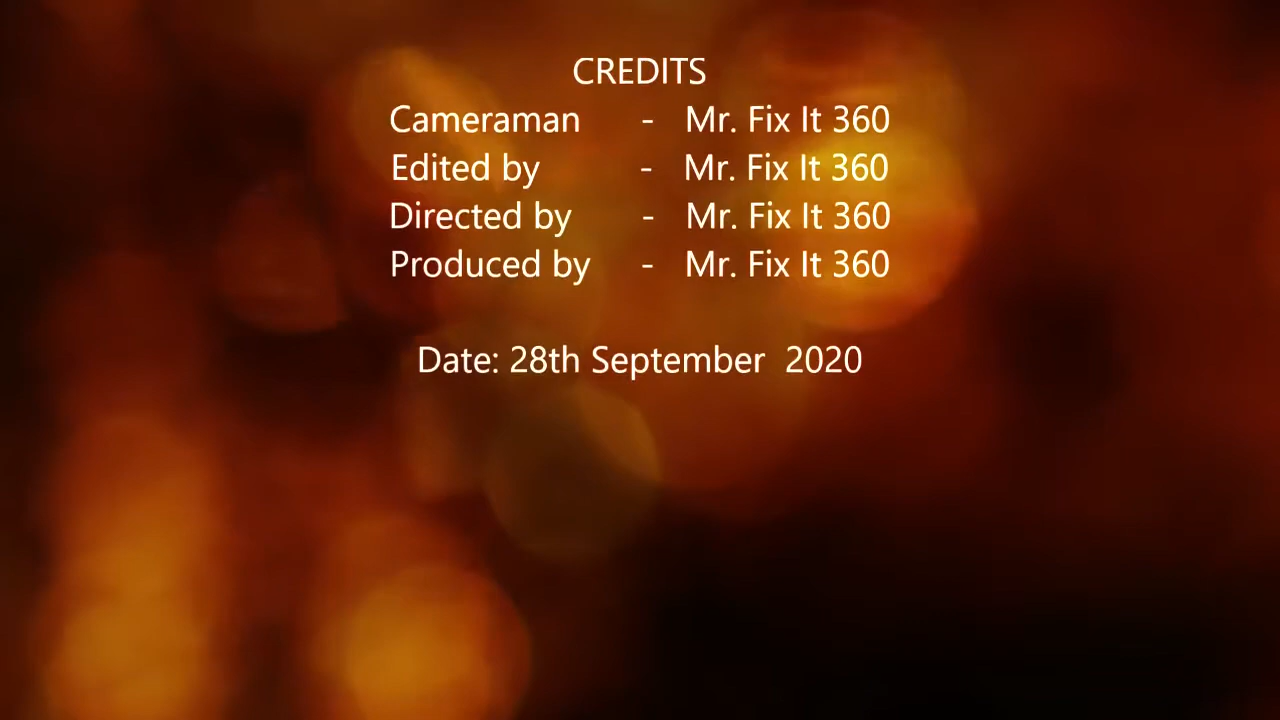 CREDITS
Cameraman - Mr. Fix It 360
Edited by - Mr. Fix It 360
Directed by - Mr. Fix It 360
Produced by - Mr. Fix It 360
Date: 28th September 2020